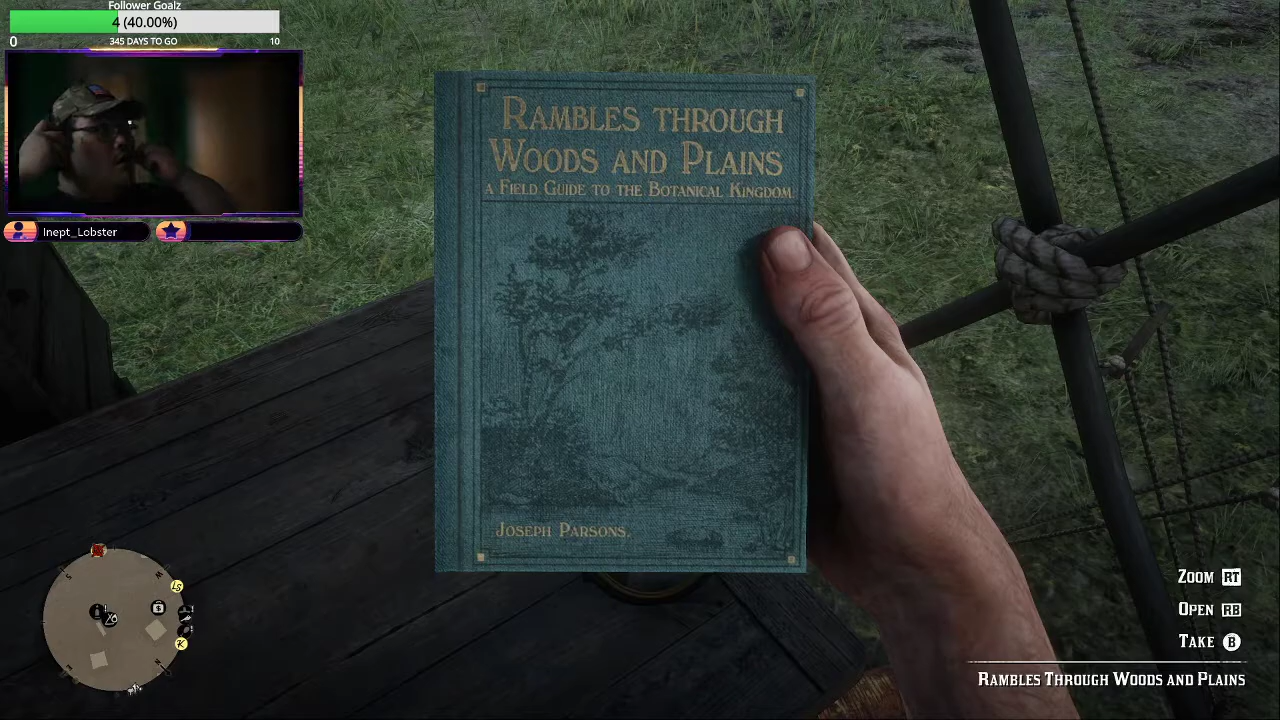 Follower Goalz
4 (40.00%)
0
345 DAYS TO GO
10
Inept_Lobster
RAMBLES THROUGH
WOODS AND PLAINS
A FIELD GUIDE TO THE BOTANICAL KINGDOM
JOSEPH PARSONS.
LS
K
ZOOM RT
OPEN RB
TAKE B
RAMBLES THROUGH WOODS AND PLAINS